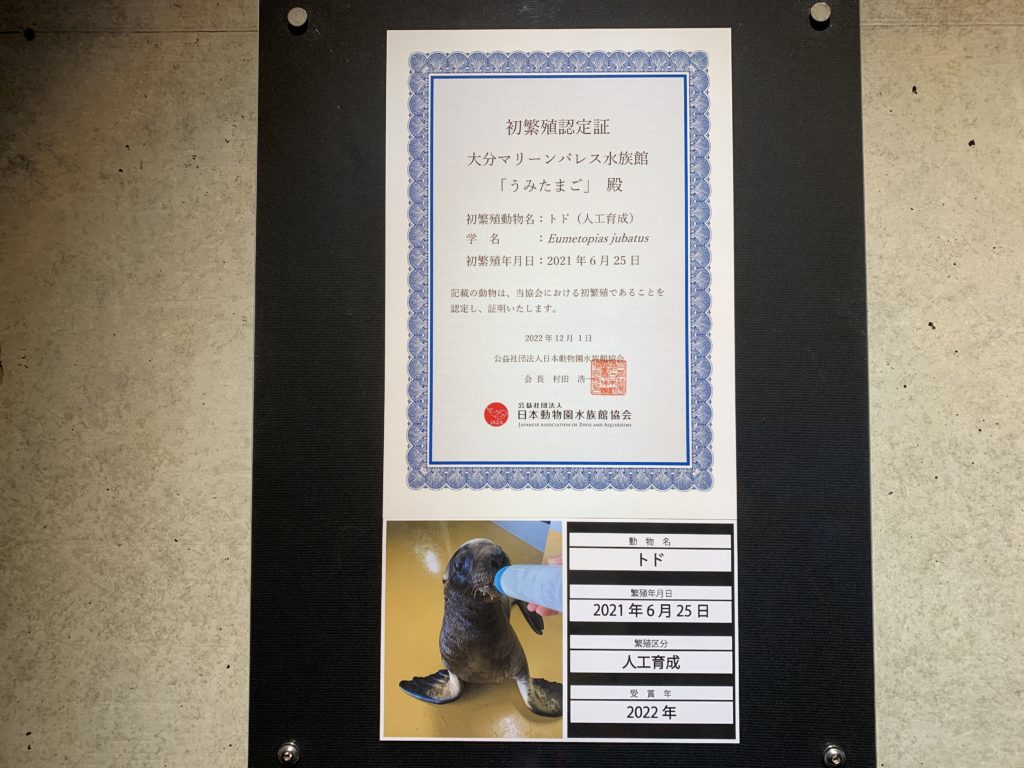 初繁殖認定証
大分マリーンパレス水族館
「うみたまご」 殿
初繁殖動物名：トド（人工育成）
学 名 ：Eumetopias jubatus
初繁殖年月日：2021年6月25日
記載の動物は、当協会における初繁殖であることを
認定し、証明いたします。
2022年12月1日
公益社団法人日本動物園水族館協会
会長 村田 浩一
JAZA
公益社団法人
日本動物園水族館協会
JAPANESE ASSOCIATION OF ZOOS AND AQUARIUMS
動物名
トド
繁殖年月日
2021年6月25日
繁殖区分
人工育成
受賞年
2022年